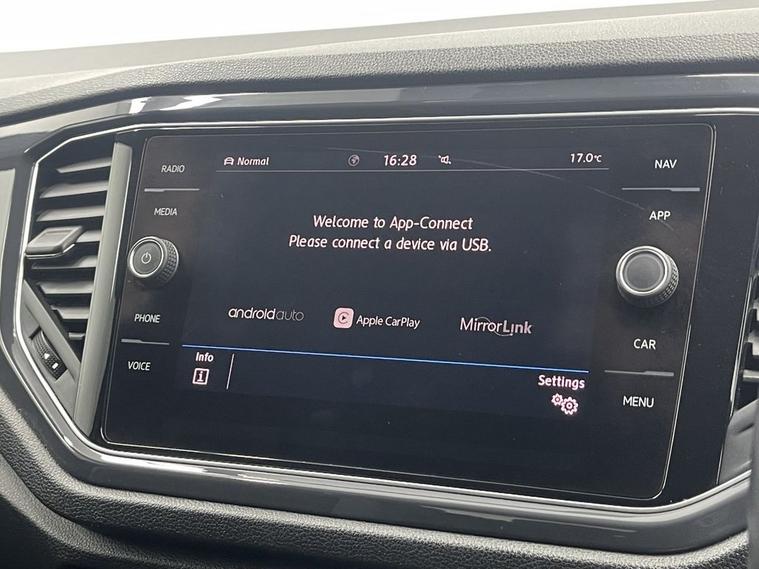 RADIO
MEDIA
PHONE
VOICE
Normal
16:28
17.0°C
Welcome to App-Connect
Please connect a device via USB.
androidauto
Apple CarPlay
MirrorLink
Info
Settings
NAV
APP
CAR
MENU